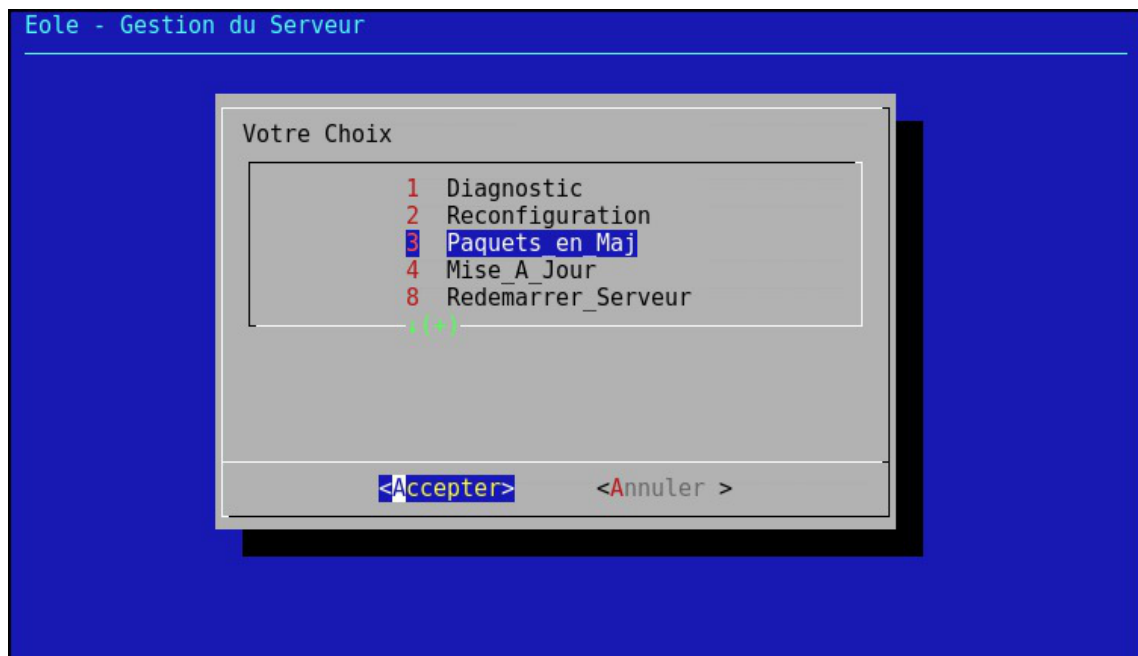 Eole - Gestion du Serveur
Votre Choix
1 Diagnostic
2 Reconfiguration
3 Paquets_en_Maj
4 Mise_A_Jour
8 Redemarrer_Serveur
↓(+)
<Accepter> <Annuler >